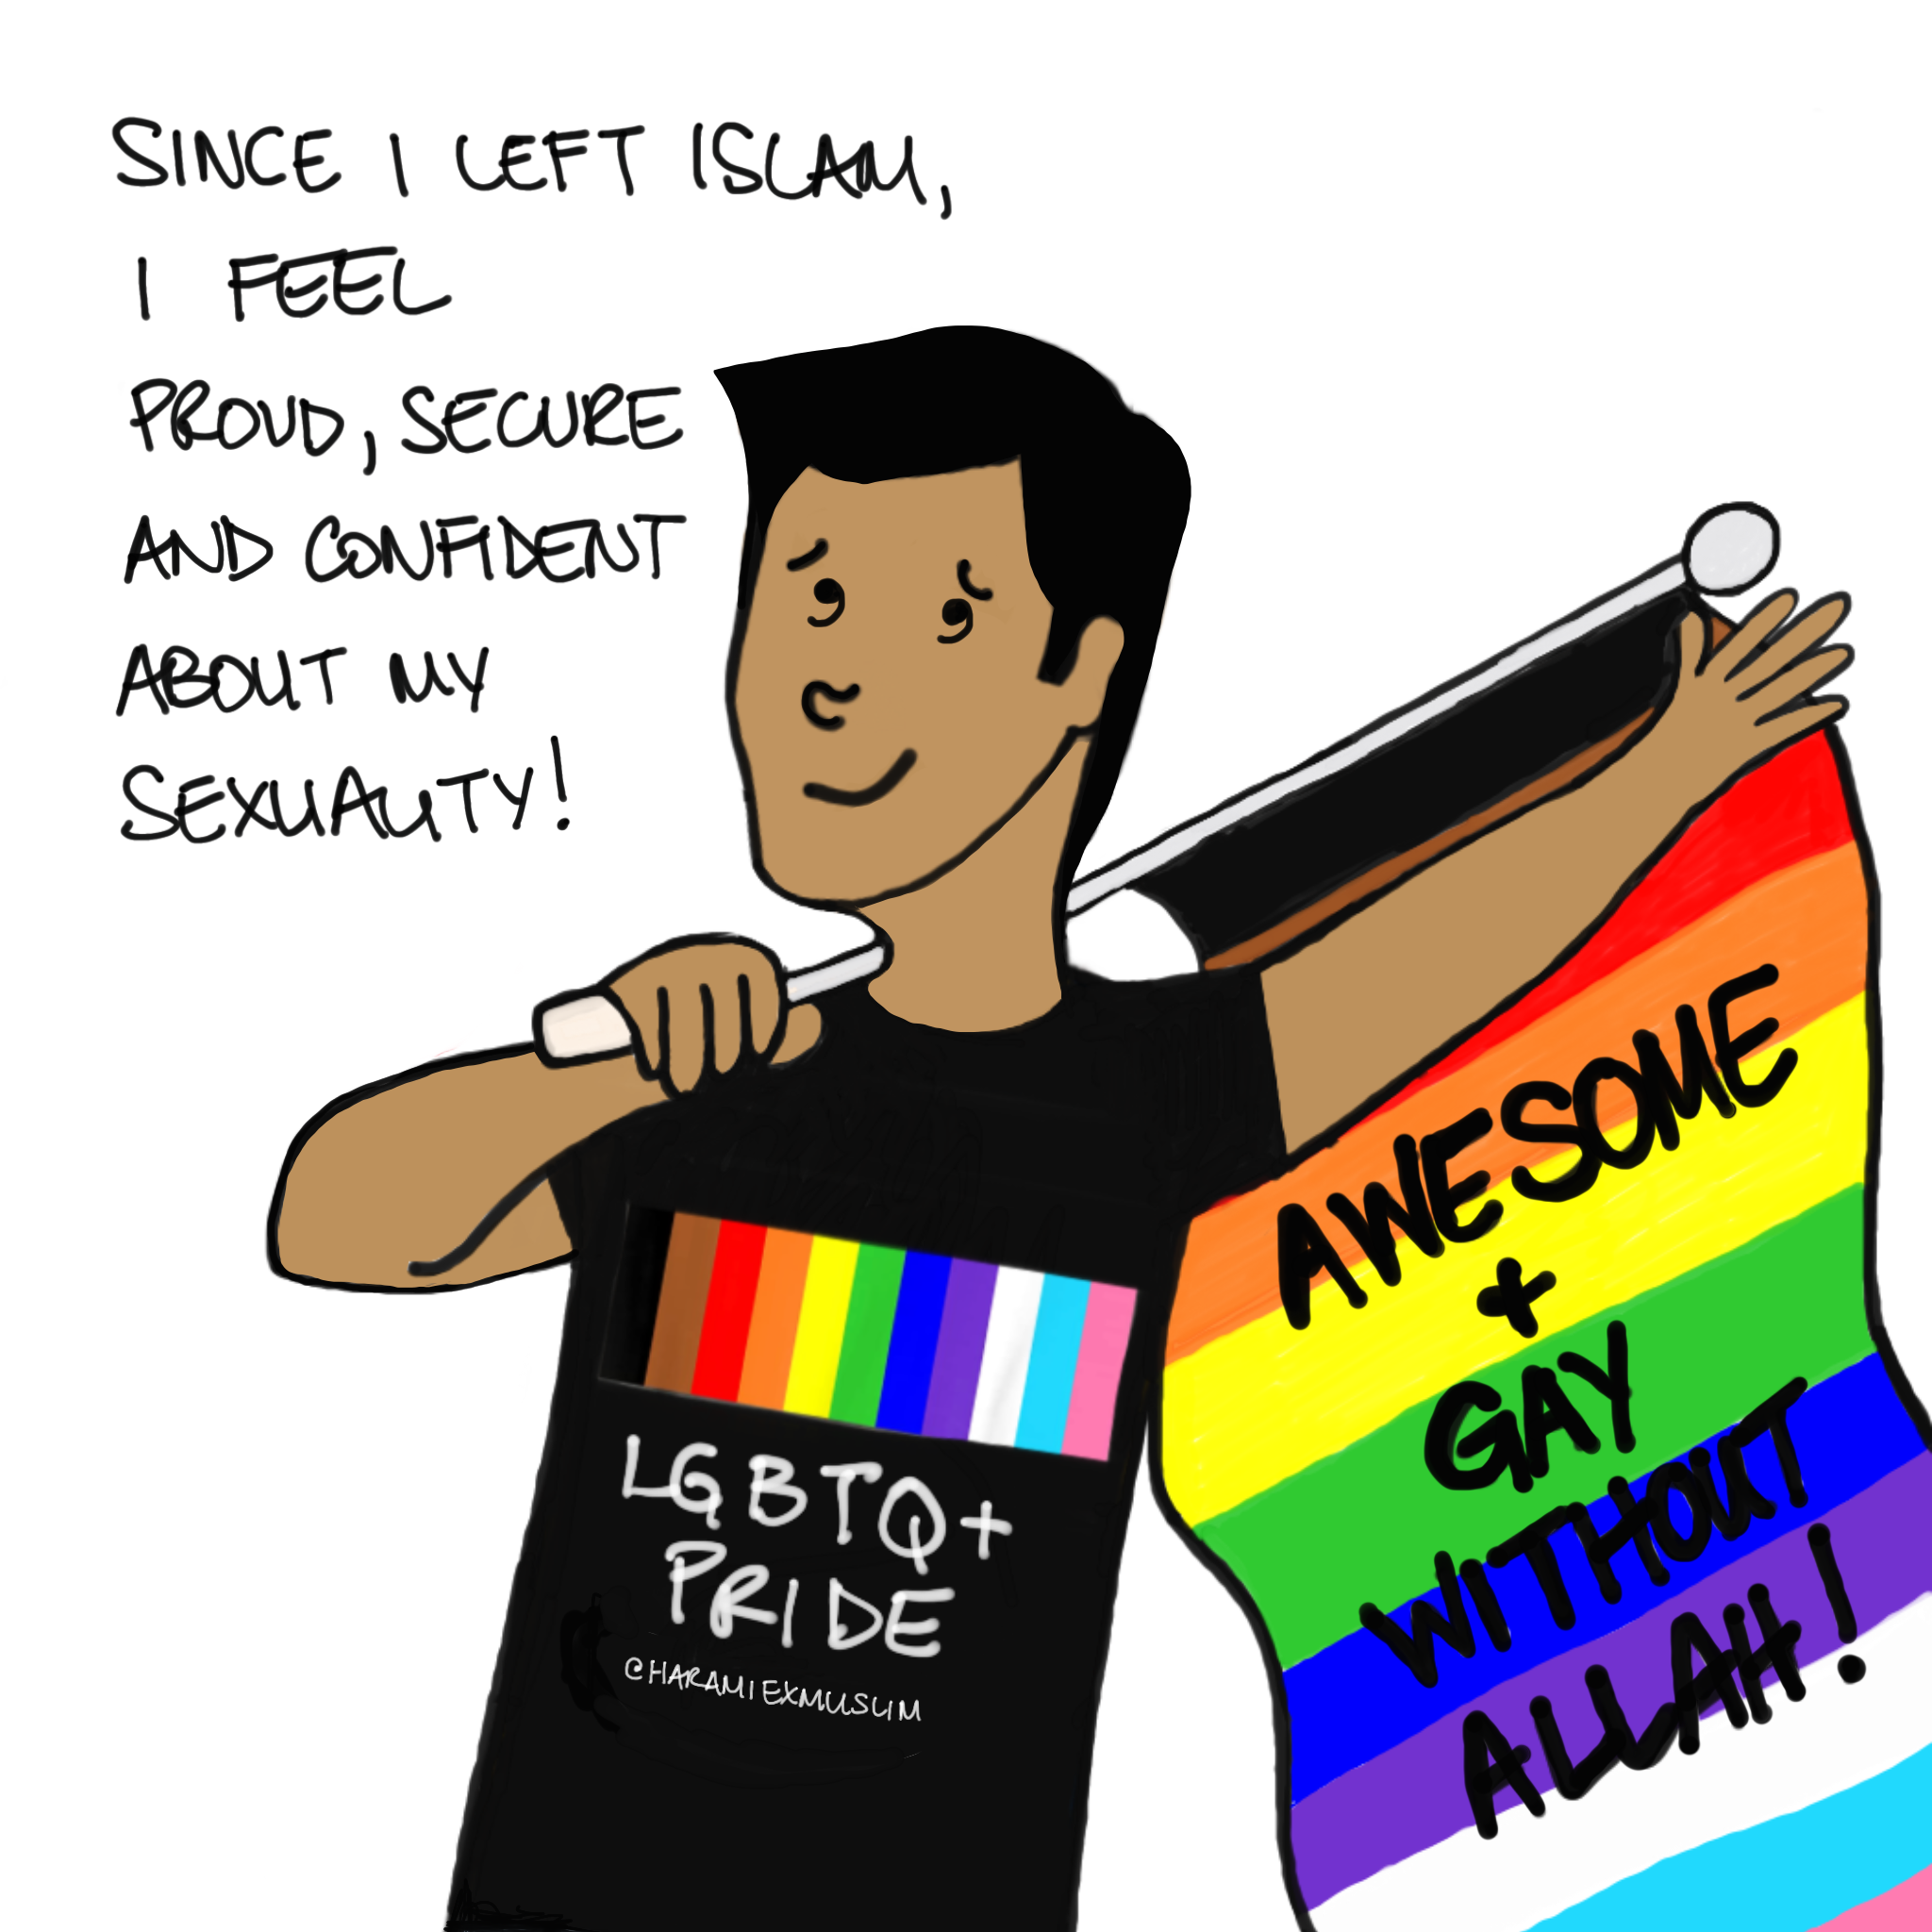 SINCE I LEFT ISLAM,
I FEEL
PROUD, SECURE
AND CONFIDENT
ABOUT MY
SEXUALITY!
AWESOME
+
GAY
WITHOUT
ALLAH!
LGBTQ+
PRIDE
@HARAMIEXMUSLIM